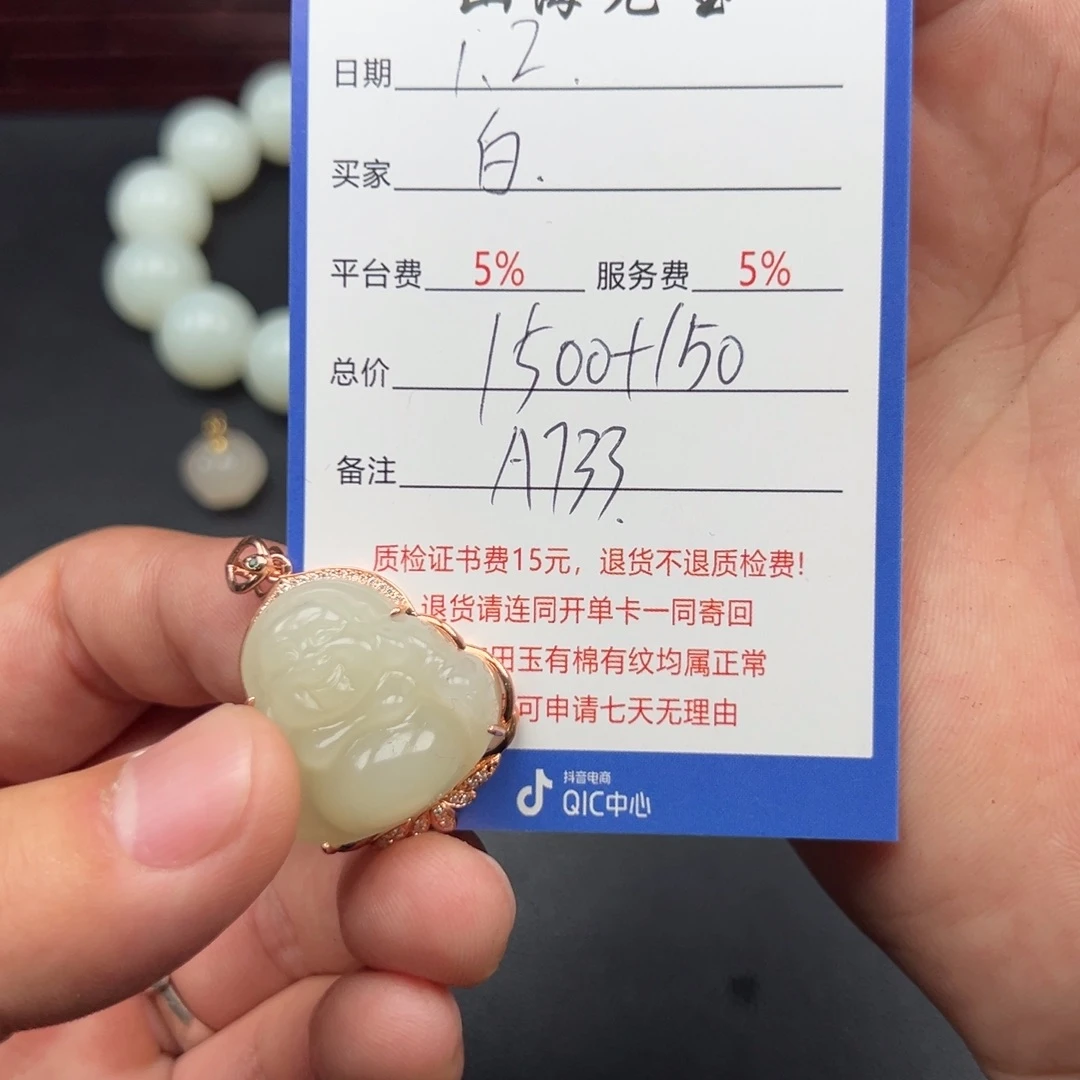 日期 1.2.
买家 白.
平台费 5% 服务费 5%
总价 1500+150
备注 A733.
质检证书费15元，退货不退质检费！
退货请连同开单卡一同寄回
田玉有棉有纹均属正常
可申请七天无理由
抖音电商
QIC中心